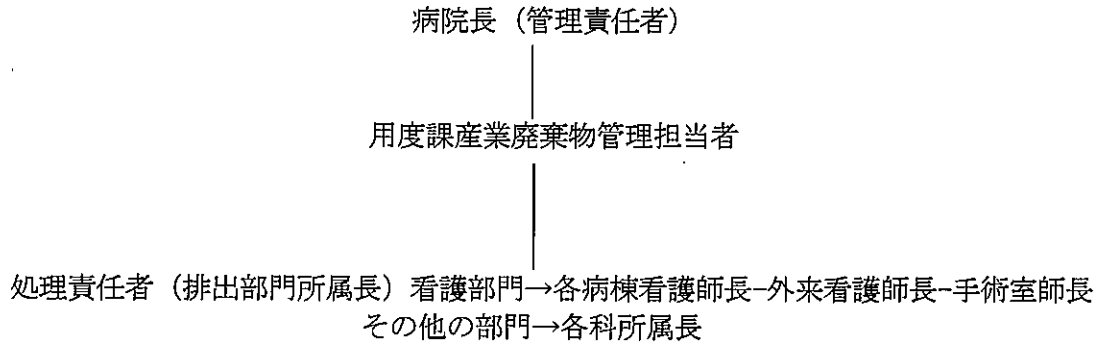 病院長（管理責任者）
用度課産業廃棄物管理担当者
処理責任者（排出部門所属長）看護部門→各病棟看護師長−外来看護師長−手術室師長
その他の部門→各科所属長